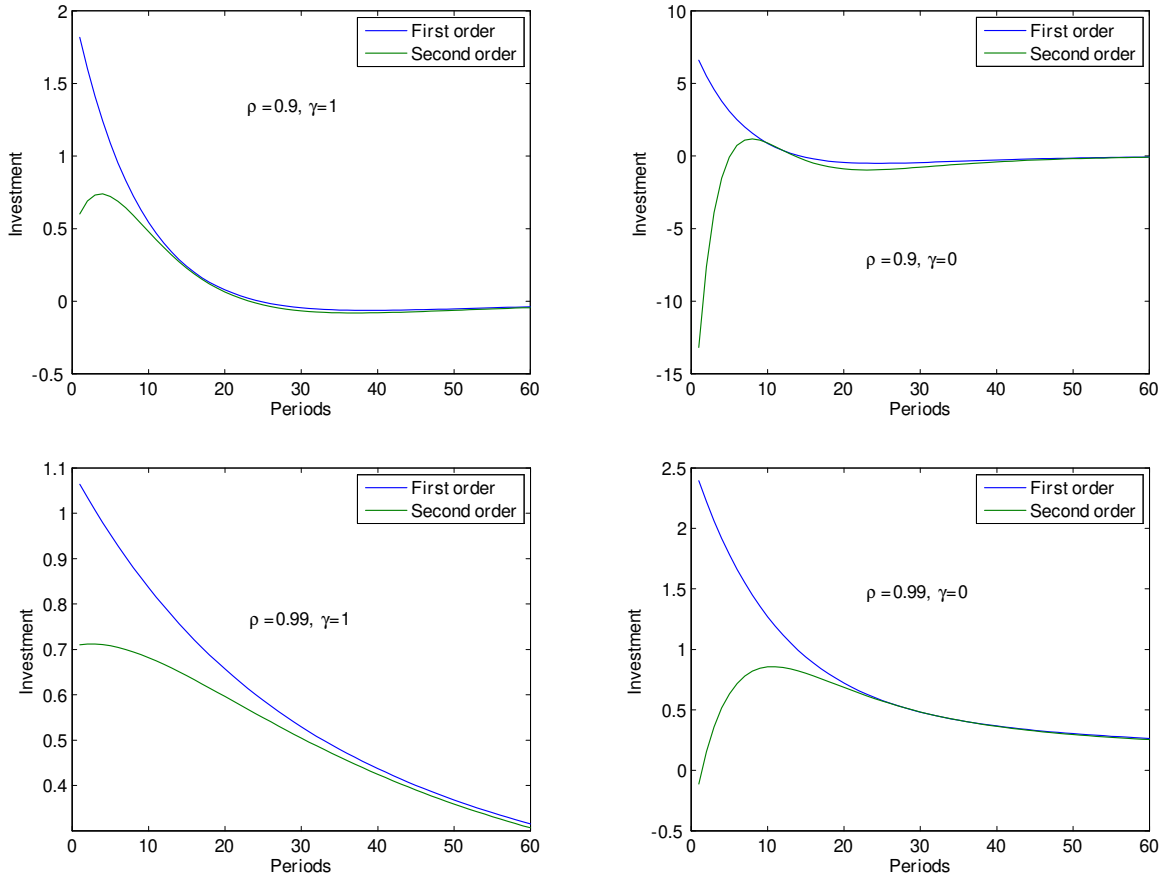 2
1.5
1
0.5
0
-0.5
0 10 20 30 40 50 60
Investment
Periods
First order
Second order
ρ=0.9, γ=1
10
5
0
-5
-10
-15
0 10 20 30 40 50 60
Investment
Periods
First order
Second order
ρ=0.9, γ=0
1.1
1
0.9
0.8
0.7
0.6
0.5
0.4
0 10 20 30 40 50 60
Investment
Periods
First order
Second order
ρ=0.99, γ=1
2.5
2
1.5
1
0.5
0
-0.5
0 10 20 30 40 50 60
Investment
Periods
First order
Second order
ρ=0.99, γ=0